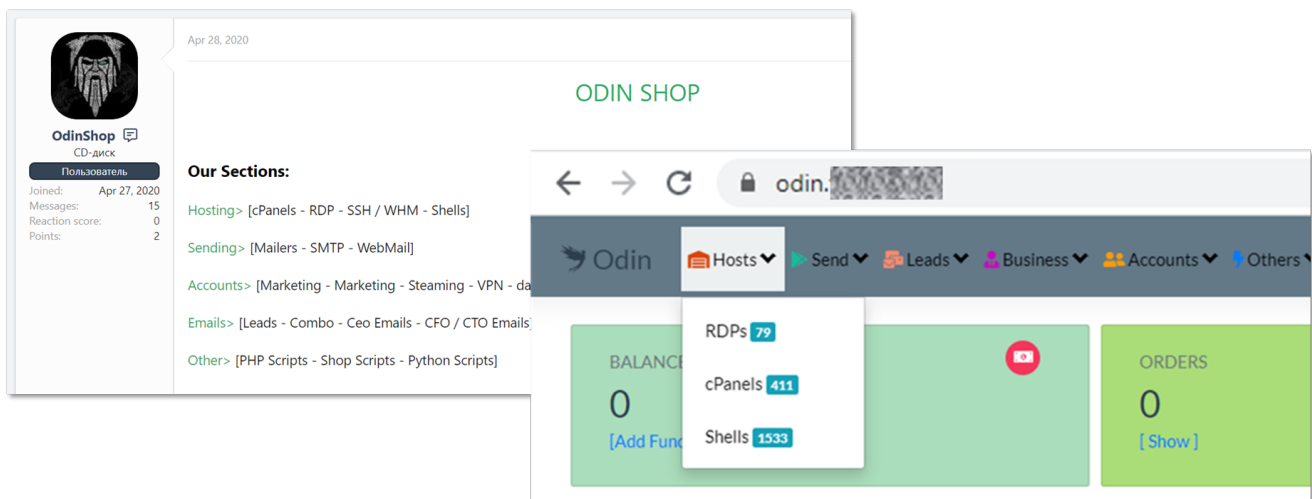 Apr 28, 2020
ODIN SHOP
OdinShop
CD-диск
Пользователь
Joined: Apr 27, 2020
Messages: 15
Reaction score: 0
Points: 2
Our Sections:
Hosting> [cPanels - RDP - SSH / WHM - Shells]
Sending> [Mailers - SMTP - WebMail]
Accounts> [Marketing - Marketing - Steaming - VPN - da
Emails> [Leads - Combo - Ceo Emails - CFO / CTO Emails]
Other> [PHP Scripts - Shop Scripts - Python Scripts]
odin.
Odin Hosts Send Leads Business Accounts Others
RDPs 79
cPanels 411
Shells 1533
BALANCE
0
[Add Fund
ORDERS
0
[ Show ]